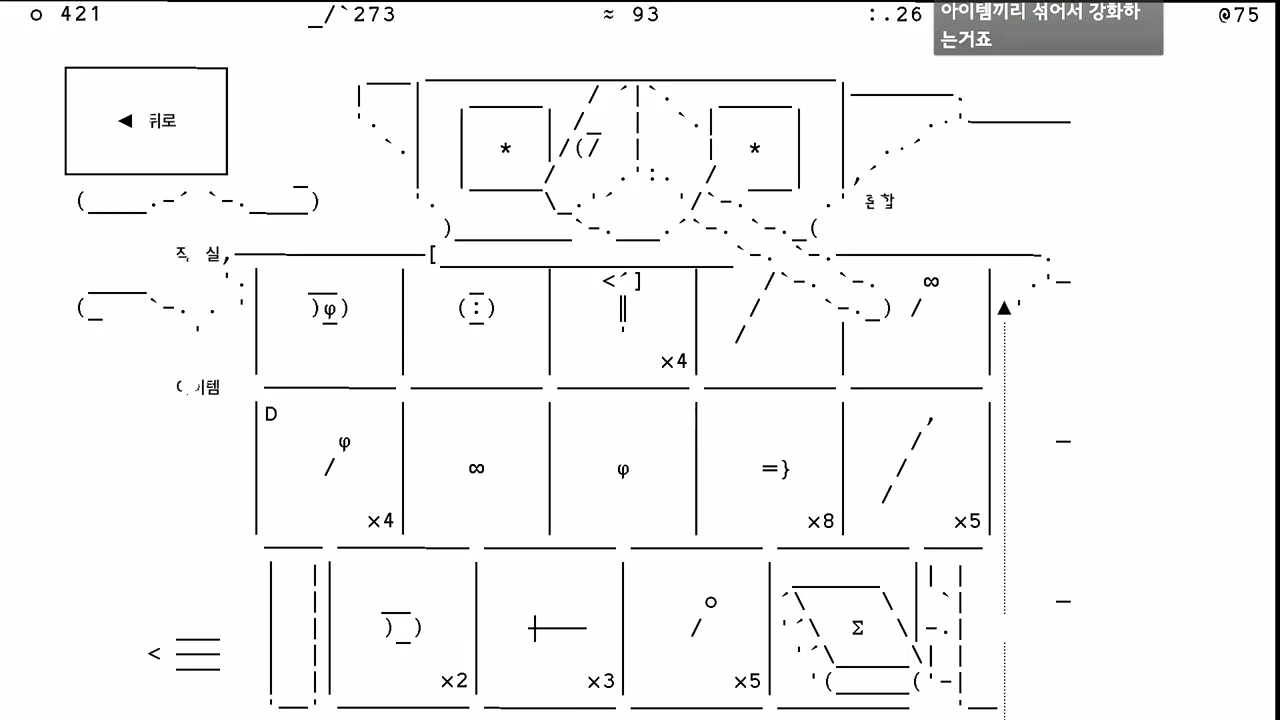 o 421 _/`273 ≈ 93 :.26 @75
아이템끼리 섞어서 강화하
는거죠
◀ 뒤로
* *
혼합
∞
×4
D
φ
∞ φ =}
×4 ×8 ×5
Σ
×2 ×3 ×5